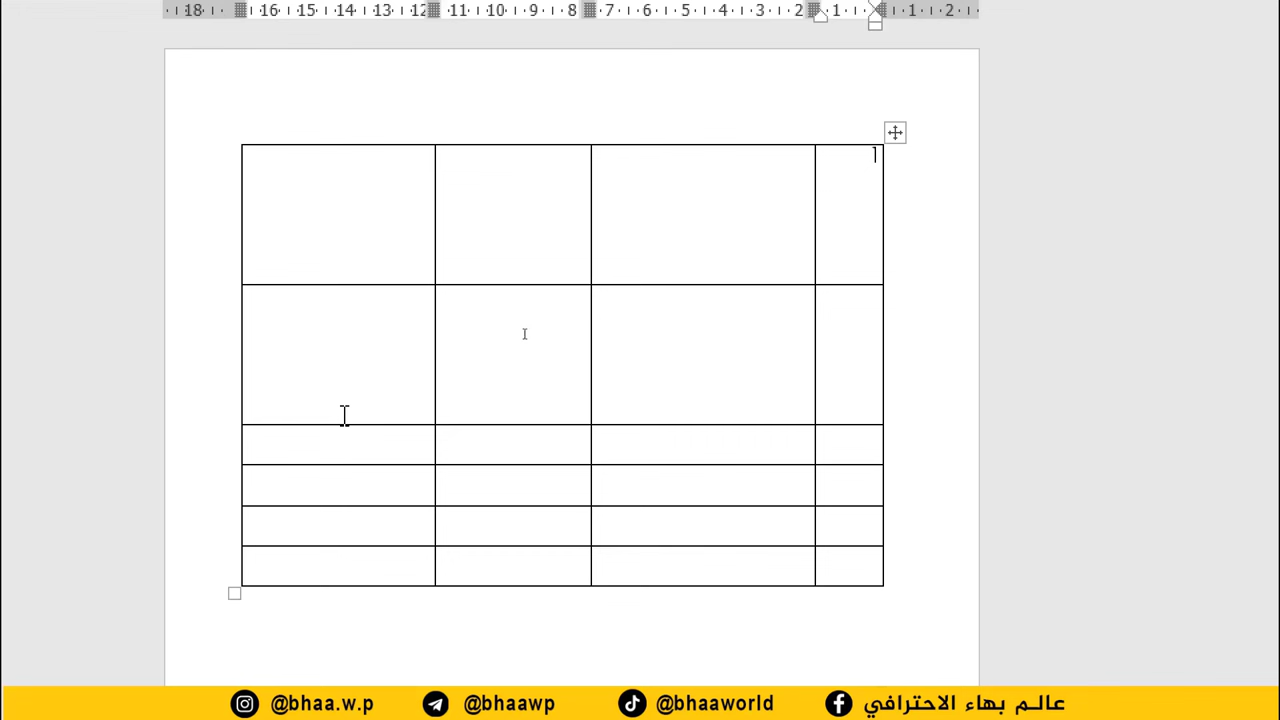 18 16 15 14 13 12 11 10 9 8 7 6 5 4 3 2 1 1 2
@bhaa.w.p @bhaawp @bhaaworld عالم بهاء الاحترافي